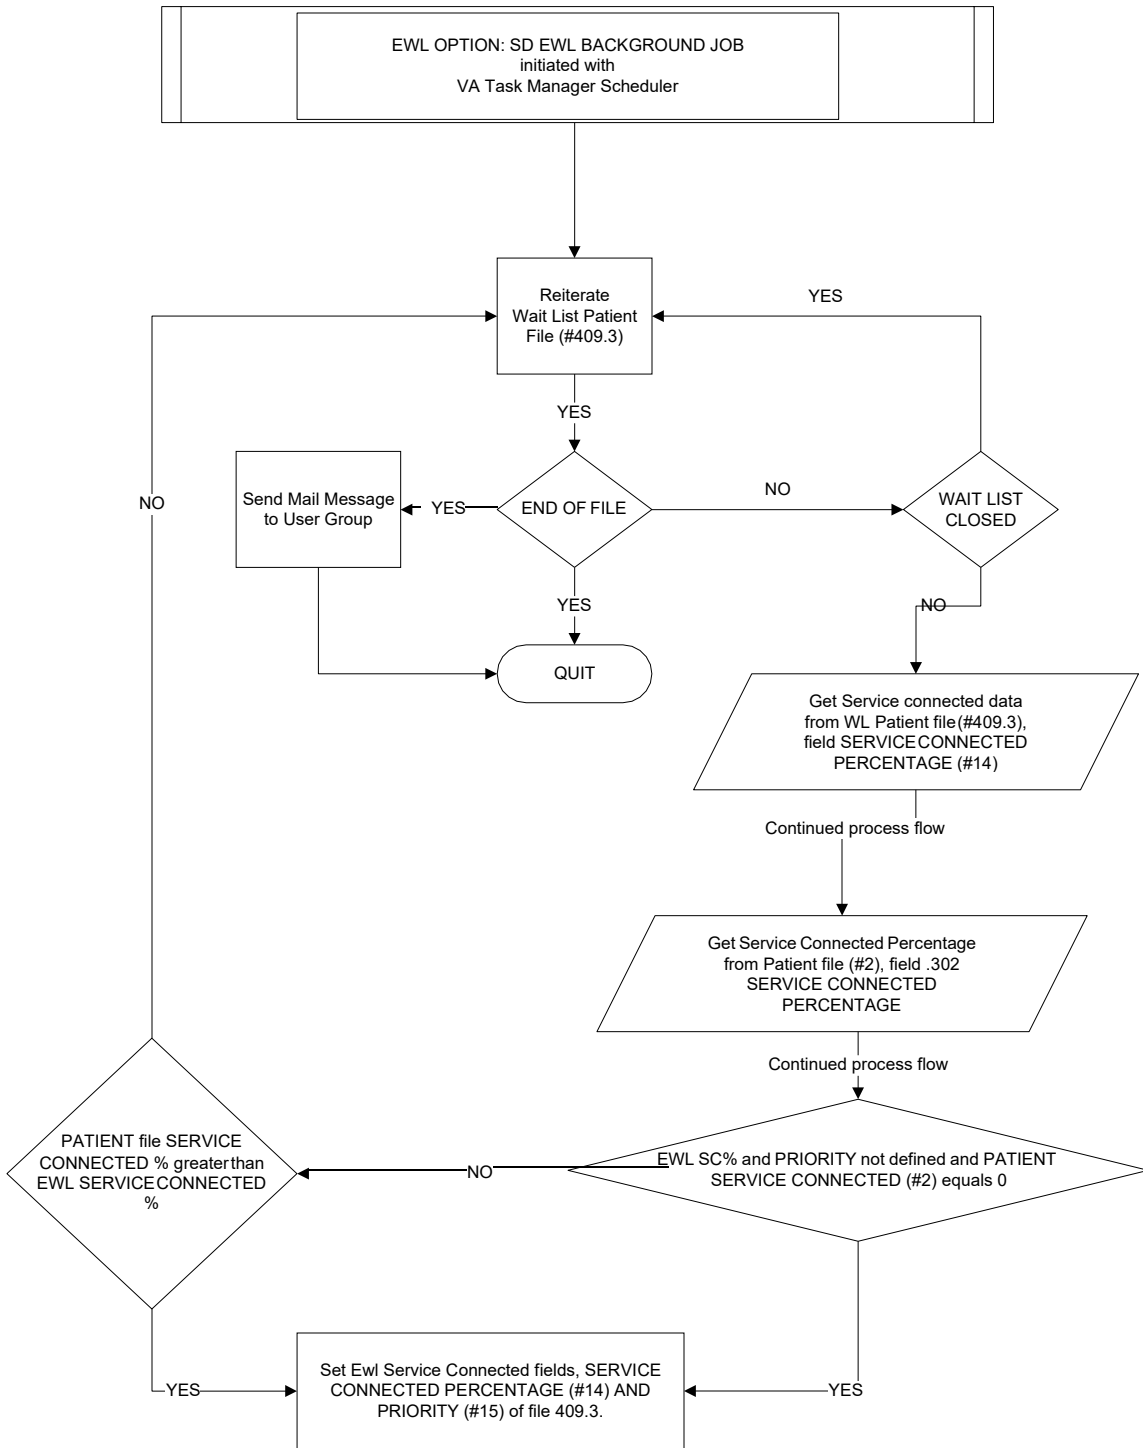 EWL OPTION: SD EWL BACKGROUND JOB
initiated with
VA Task Manager Scheduler
Reiterate
Wait List Patient
File (#409.3)
YES
YES
NO
Send Mail Message
to User Group
YES
END OF FILE
NO
WAIT LIST
CLOSED
YES
NO
QUIT
Get Service connected data
from WL Patient file(#409.3),
field SERVICE CONNECTED
PERCENTAGE (#14)
Continued process flow
Get Service Connected Percentage
from Patient file (#2), field .302
SERVICE CONNECTED
PERCENTAGE
Continued process flow
PATIENT file SERVICE
CONNECTED % greater than
EWL SERVICE CONNECTED
%
NO
EWL SC% and PRIORITY not defined and PATIENT
SERVICE CONNECTED (#2) equals 0
YES
Set Ewl Service Connected fields, SERVICE
CONNECTED PERCENTAGE (#14) AND
PRIORITY (#15) of file 409.3.
YES